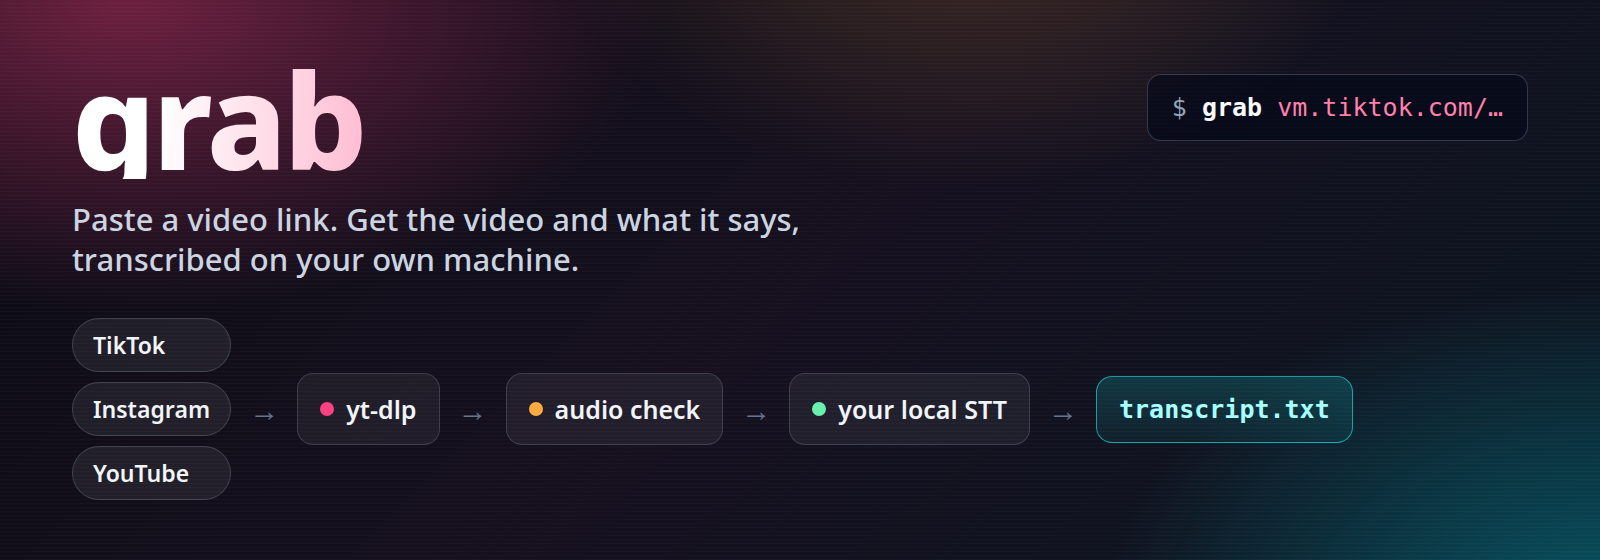 grab
$ grab vm.tiktok.com/…
Paste a video link. Get the video and what it says,
transcribed on your own machine.
TikTok
Instagram
YouTube
→ yt-dlp → audio check → your local STT → transcript.txt